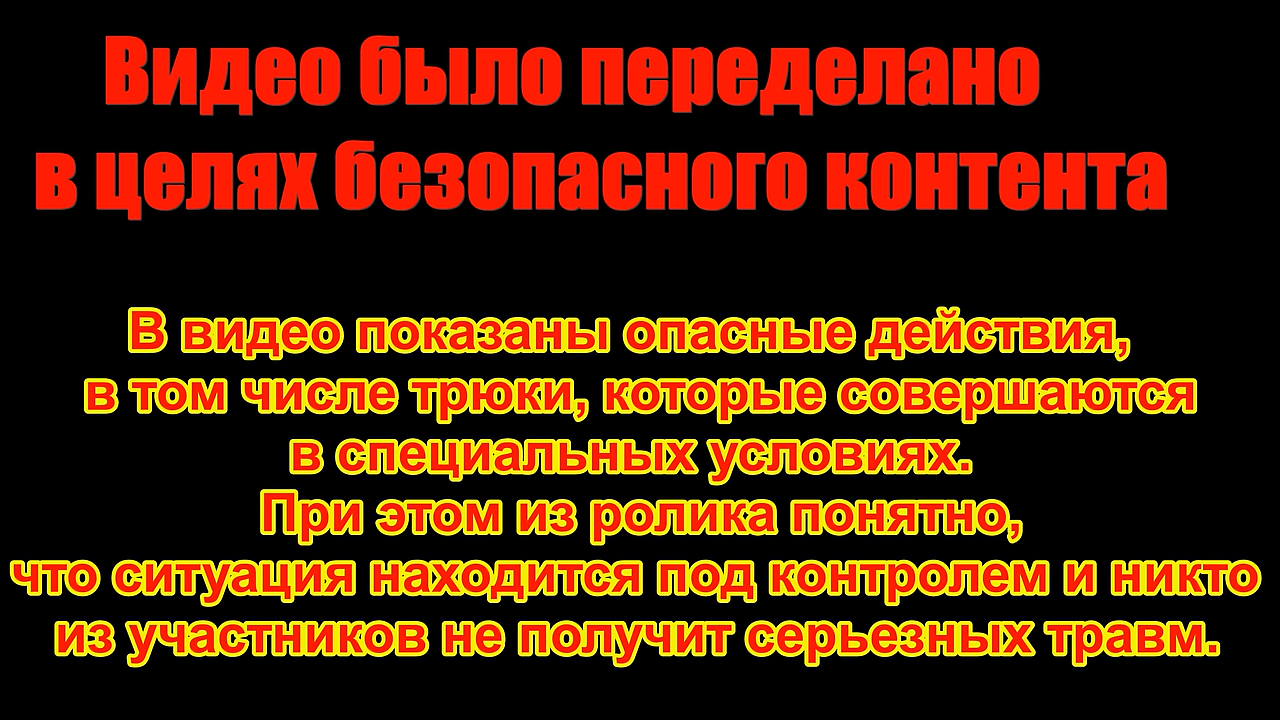 Видео было переделано
в целях безопасного контента
В видео показаны опасные действия,
в том числе трюки, которые совершаются
в специальных условиях.
При этом из ролика понятно,
что ситуация находится под контролем и никто
из участников не получит серьезных травм.